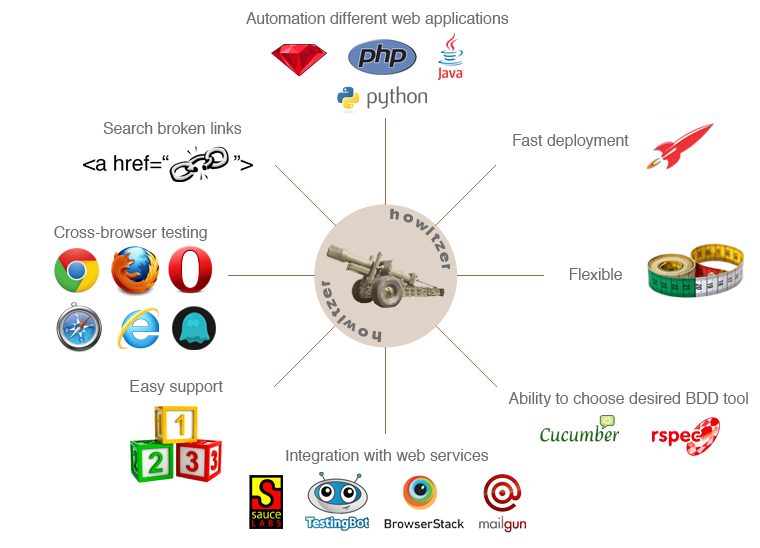 Automation different web applications
php
Java
python
Search broken links
<a href=“ ”>
Fast deployment
Cross-browser testing
howitzer
howitzer
Flexible
Easy support
1
2 3 3
Ability to choose desired BDD tool
Cucumber
rspec
Integration with web services
S
SAUCE
LABS
TestingBot
BrowserStack
mailgun